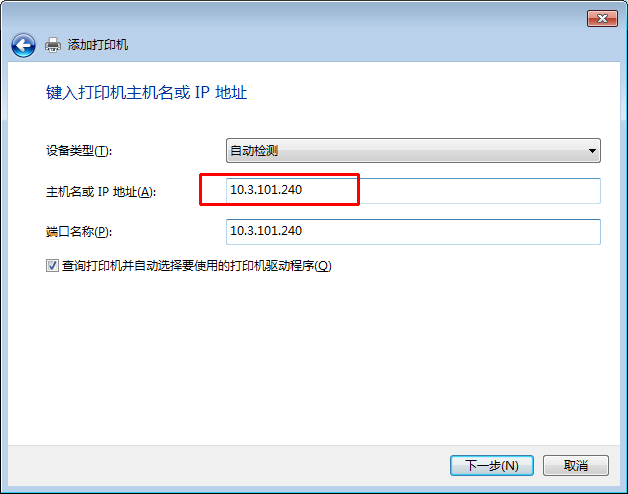 添加打印机
键入打印机主机名或 IP 地址
设备类型(T):
自动检测
主机名或 IP 地址(A):
10.3.101.240
端口名称(P):
10.3.101.240
查询打印机并自动选择要使用的打印机驱动程序(Q)
下一步(N)
取消